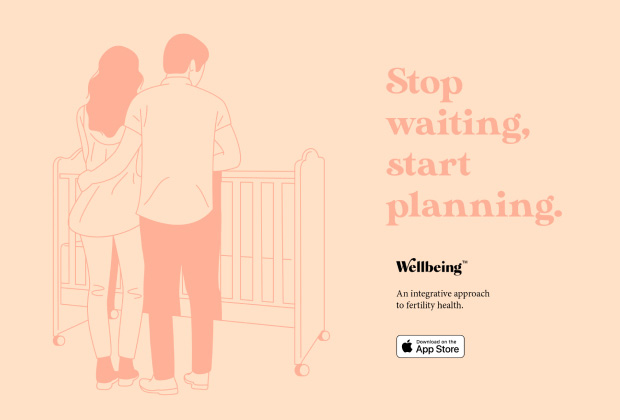 Stop
waiting,
start
planning.
Wellbeing™
An integrative approach
to fertility health.
Download on the
App Store